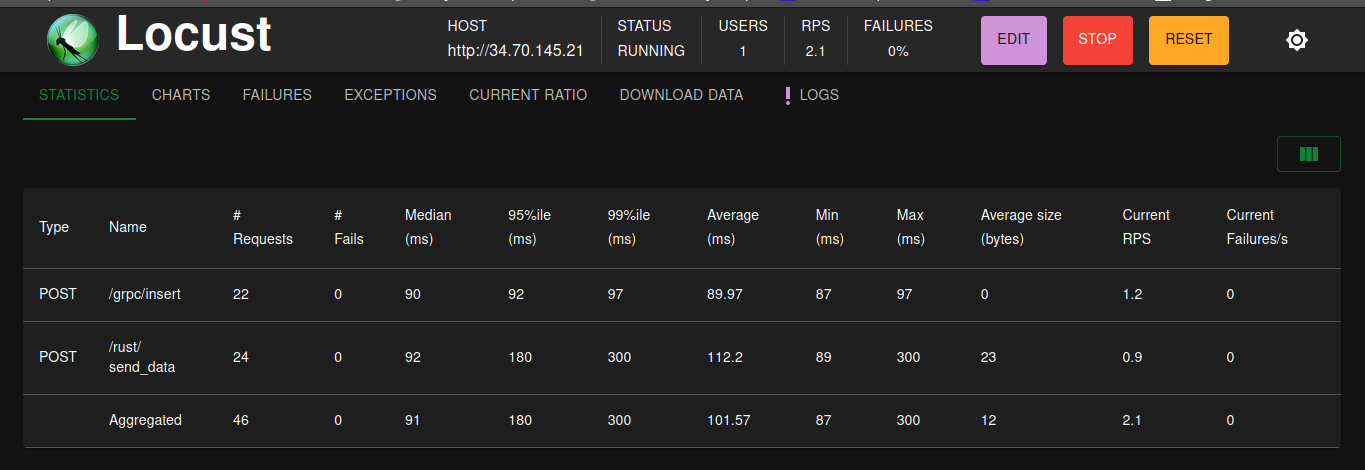 Locust
HOST
http://34.70.145.21
STATUS
RUNNING
USERS
1
RPS
2.1
FAILURES
0%
EDIT
STOP
RESET
STATISTICS CHARTS FAILURES EXCEPTIONS CURRENT RATIO DOWNLOAD DATA LOGS
Type Name # Requests # Fails Median (ms) 95%ile (ms) 99%ile (ms) Average (ms) Min (ms) Max (ms) Average size (bytes) Current RPS Current Failures/s
POST /grpc/insert 22 0 90 92 97 89.97 87 97 0 1.2 0
POST /rust/send_data 24 0 92 180 300 112.2 89 300 23 0.9 0
Aggregated 46 0 91 180 300 101.57 87 300 12 2.1 0